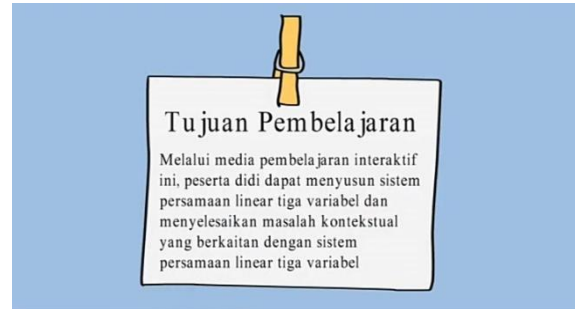 Tujuan Pembelajaran
Melalui media pembelajaran interaktif
ini, peserta didi dapat menyusun sistem
persamaan linear tiga variabel dan
menyelesaikan masalah kontekstual
yang berkaitan dengan sistem
persamaan linear tiga variabel